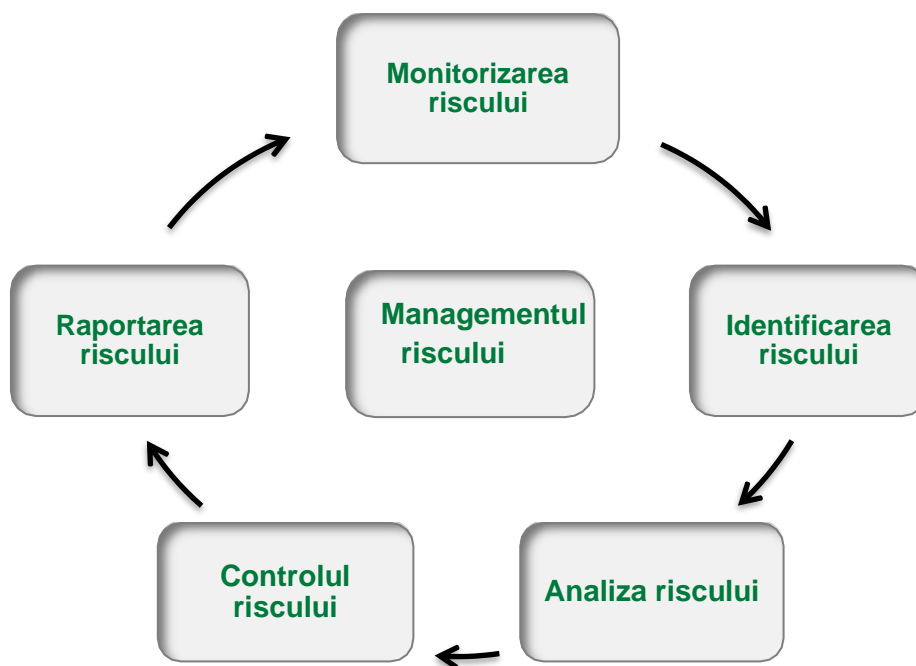 Monitorizarea
riscului
Raportarea
riscului
Managementul
riscului
Identificarea
riscului
Controlul
riscului
Analiza riscului